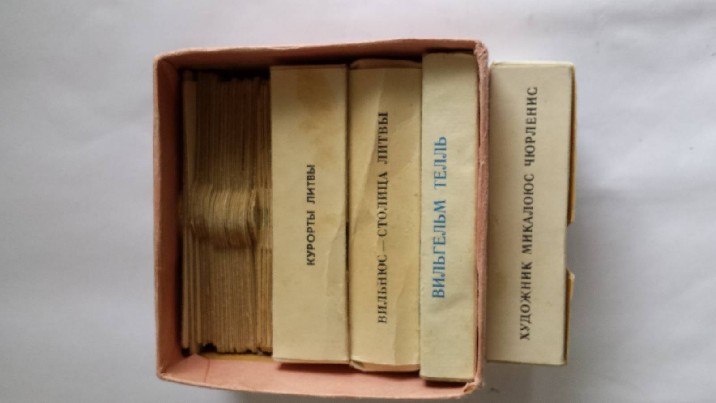 КУРОРТЫ ЛИТВЫ
ВИЛЬНЮС — СТОЛИЦА ЛИТВЫ
ВИЛЬГЕЛЬМ ТЕЛЛЬ
ХУДОЖНИК МИКАЛОЮС ЧЮРЛЕНИС